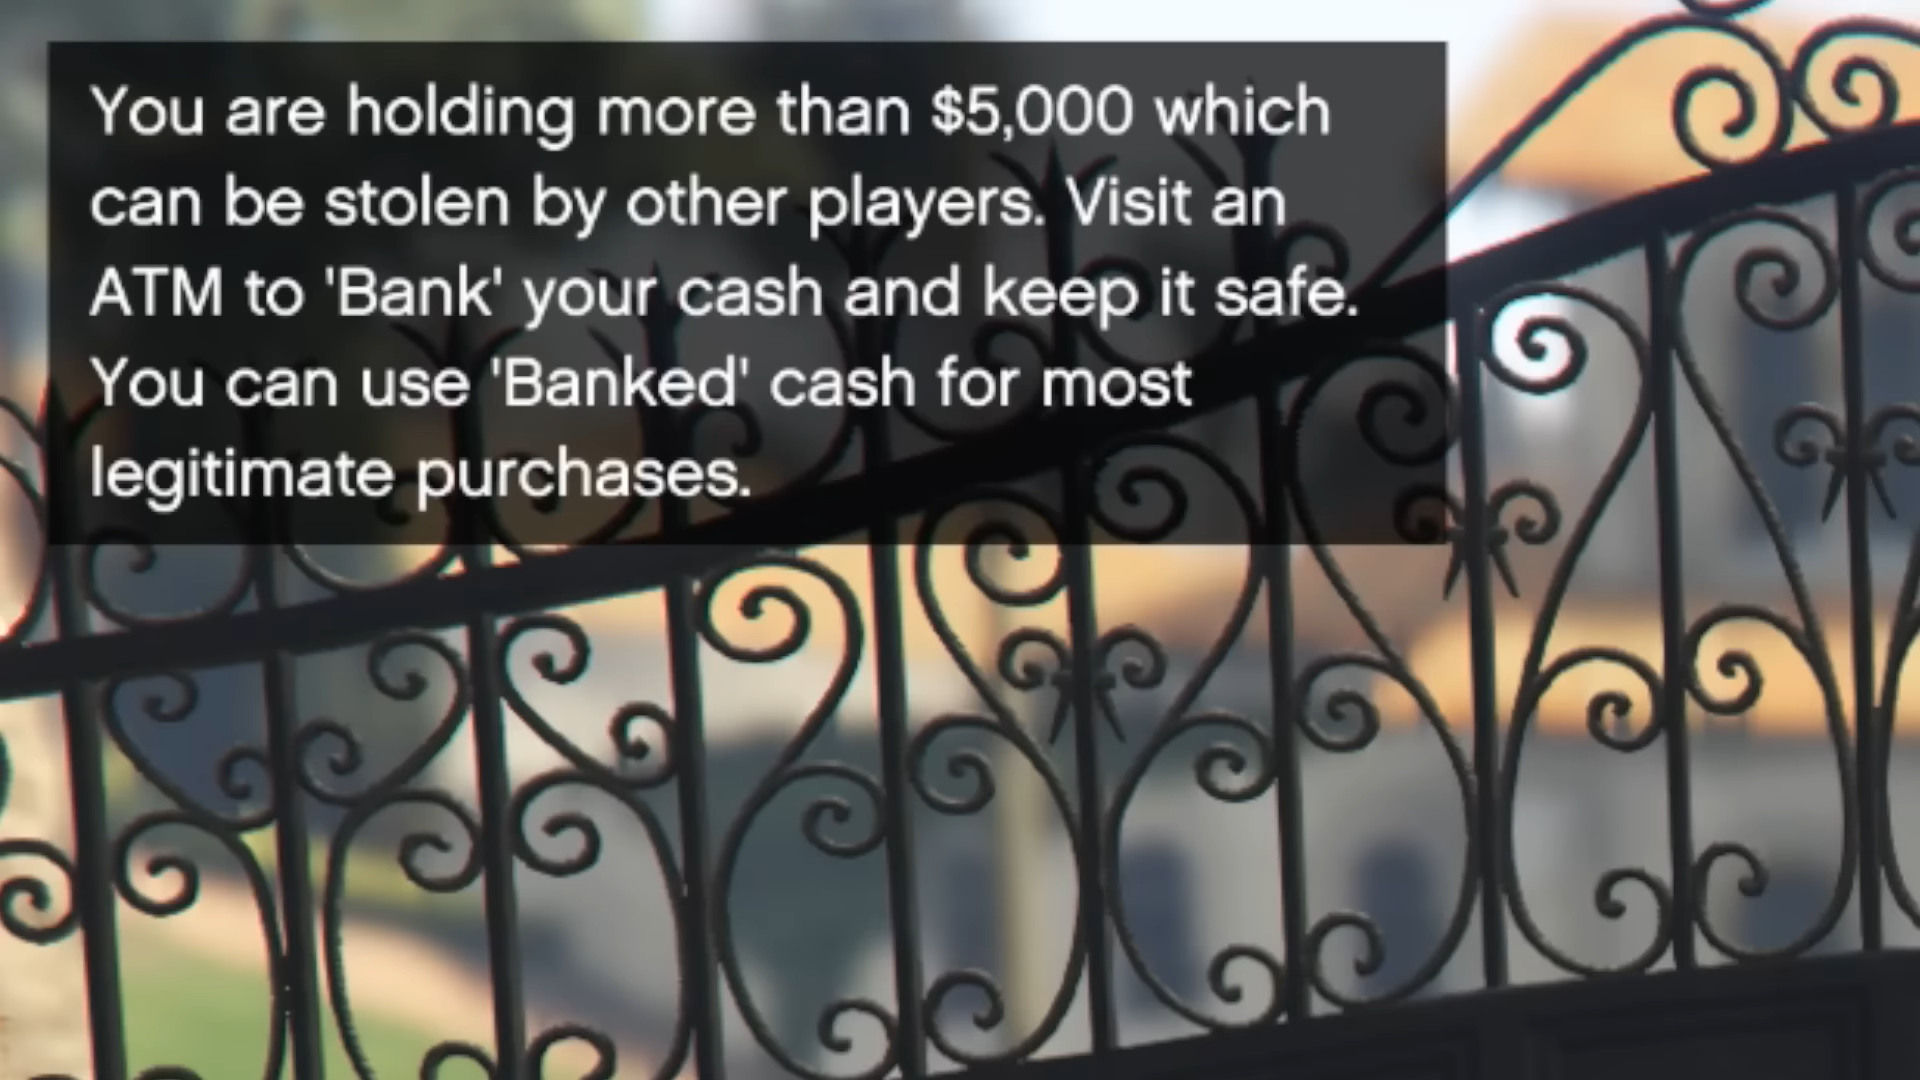 You are holding more than $5,000 which
can be stolen by other players. Visit an
ATM to 'Bank' your cash and keep it safe.
You can use 'Banked' cash for most
legitimate purchases.